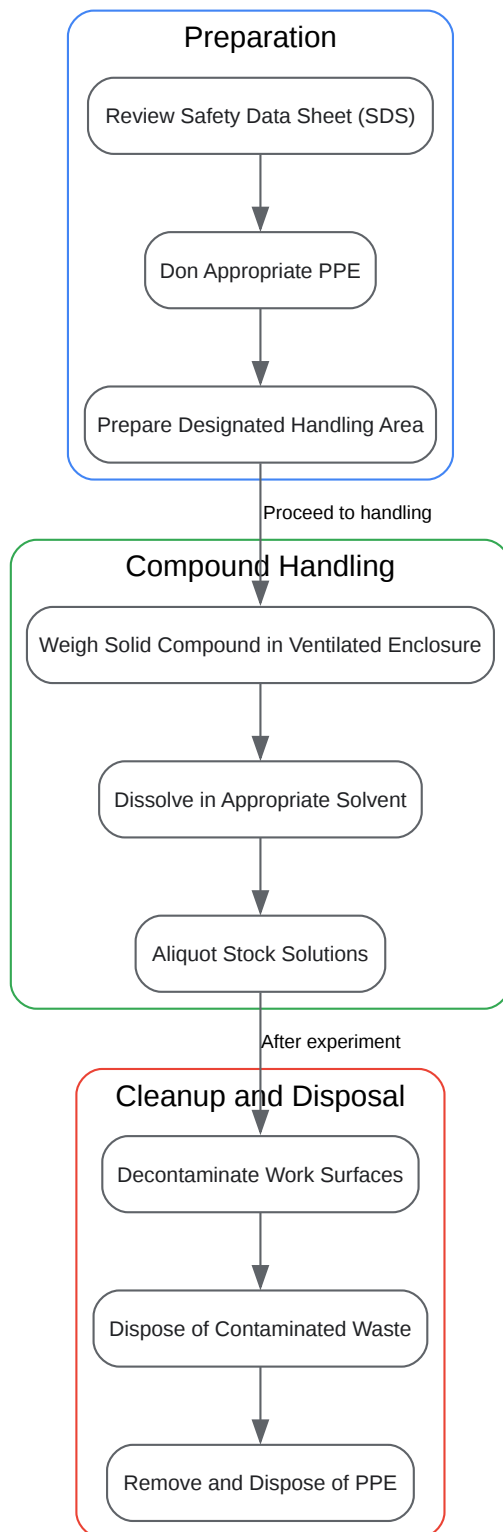 Preparation
Review Safety Data Sheet (SDS)
Don Appropriate PPE
Prepare Designated Handling Area
Proceed to handling
Compound Handling
Weigh Solid Compound in Ventilated Enclosure
Dissolve in Appropriate Solvent
Aliquot Stock Solutions
After experiment
Cleanup and Disposal
Decontaminate Work Surfaces
Dispose of Contaminated Waste
Remove and Dispose of PPE